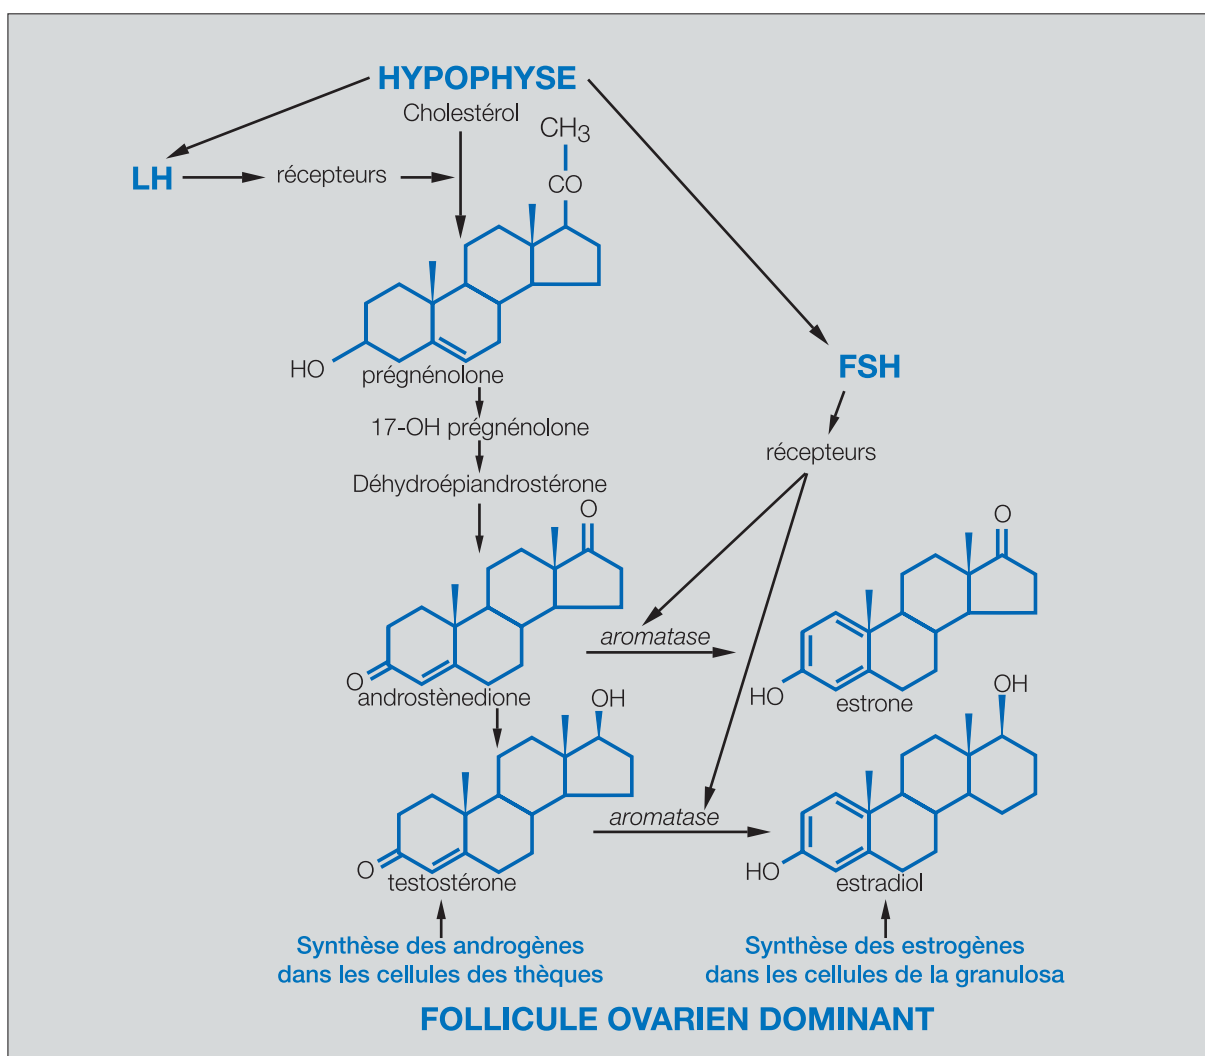 HYPOPHYSE
Cholestérol
CH3
LH
récepteurs
CO
HO
prégnénolone
FSH
17-OH prégnénolone
récepteurs
Déhydroépiandrostérone
O
O
aromatase
O
androstènedione
HO
estrone
OH
OH
aromatase
O
testostérone
HO
estradiol
Synthèse des androgènes
dans les cellules des thèques
Synthèse des estrogènes
dans les cellules de la granulosa
FOLLICULE OVARIEN DOMINANT